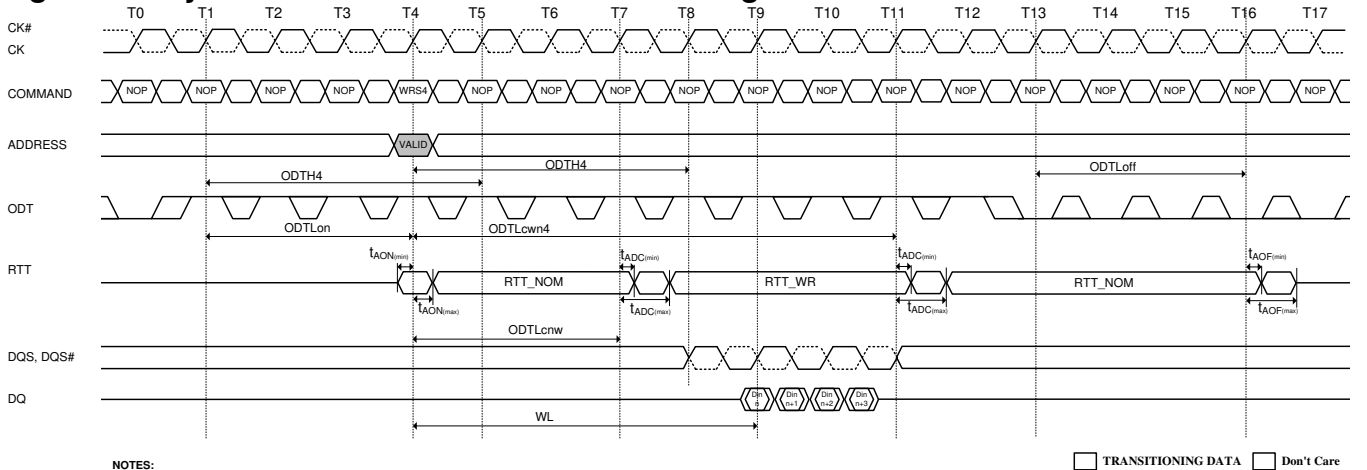 T0 T1 T2 T3 T4 T5 T6 T7 T8 T9 T10 T11 T12 T13 T14 T15 T16 T17
CK#
CK
COMMAND NOP NOP NOP NOP WRS4 NOP NOP NOP NOP NOP NOP NOP NOP NOP NOP NOP NOP NOP
ADDRESS VALID
ODTH4 ODTLoff
ODTH4
ODT
ODTLon ODTLcwn4
tAON(min) tADC(min) tADC(min) tAOF(min)
RTT RTT_NOM RTT_WR RTT_NOM
tAON(max) tADC(max) tADC(max) tAOF(max)
ODTLcnw
DQS, DQS#
DQ Din n Din n+1 Din n+2 Din n+3
WL
NOTES: TRANSITIONING DATA Don't Care